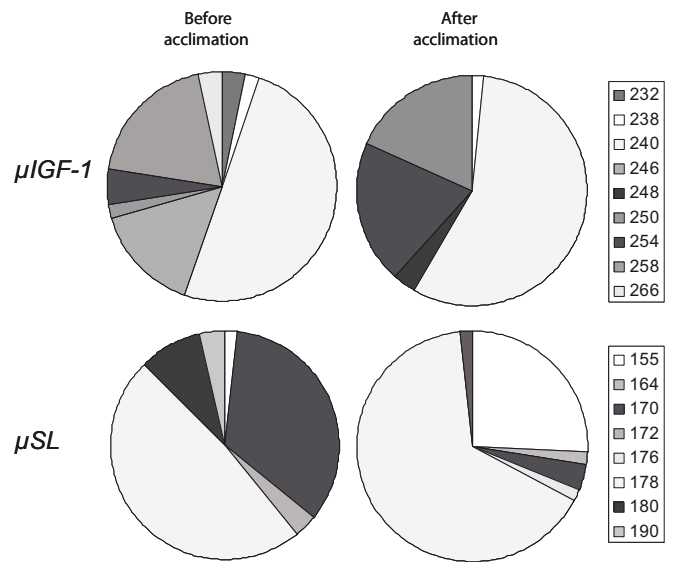 Before
acclimation
After
acclimation
µIGF-1
232
238
240
246
248
250
254
258
266
µSL
155
164
170
172
176
178
180
190